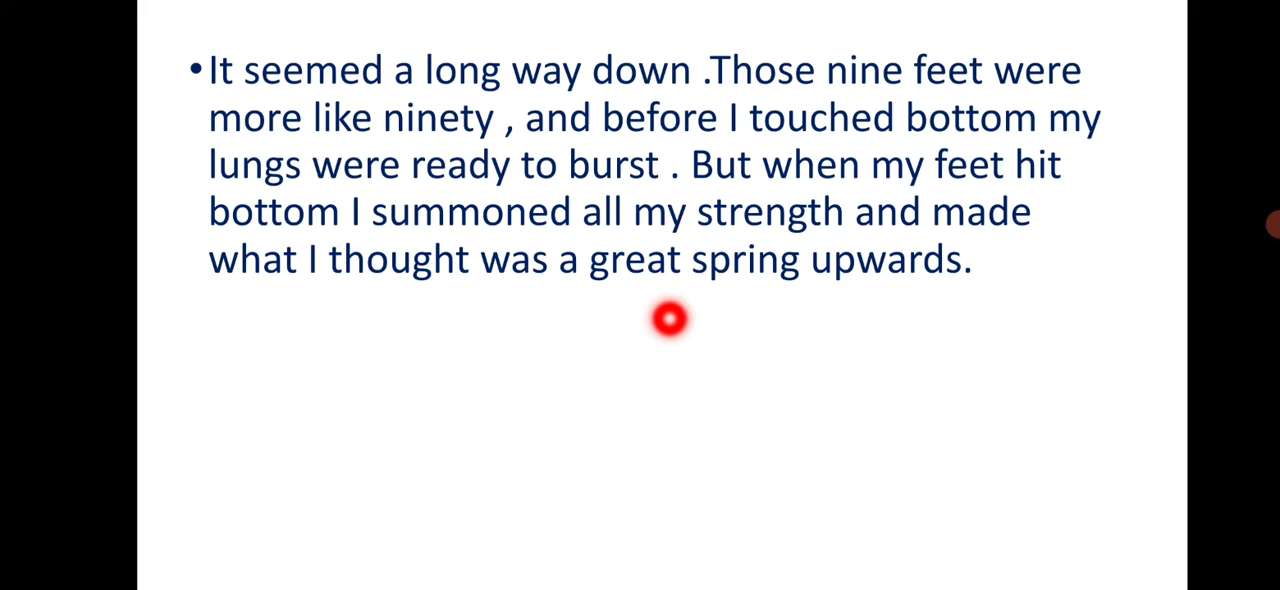 •It seemed a long way down .Those nine feet were
more like ninety , and before I touched bottom my
lungs were ready to burst . But when my feet hit
bottom I summoned all my strength and made
what I thought was a great spring upwards.